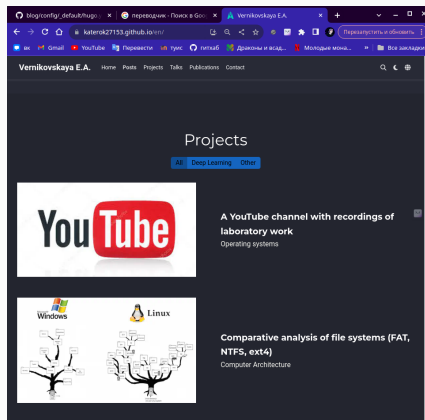 blog/config/_default/hugo
переводчик - Поиск в Goo
Vernikovskaya E.A.
katerok27153.github.io/en/
Перезапустить и обновить
вк
Gmail
YouTube
Перевести
туис
гитхаб
Драконы и всад...
Молодые мона...
»
Все закладки
Vernikovskaya E.A.
Home
Posts
Projects
Talks
Publications
Contact
Projects
All
Deep Learning
Other
YouTube
A YouTube channel with recordings of
laboratory work
Operating systems
Windows
Linux
Comparative analysis of file systems (FAT,
NTFS, ext4)
Computer Architecture